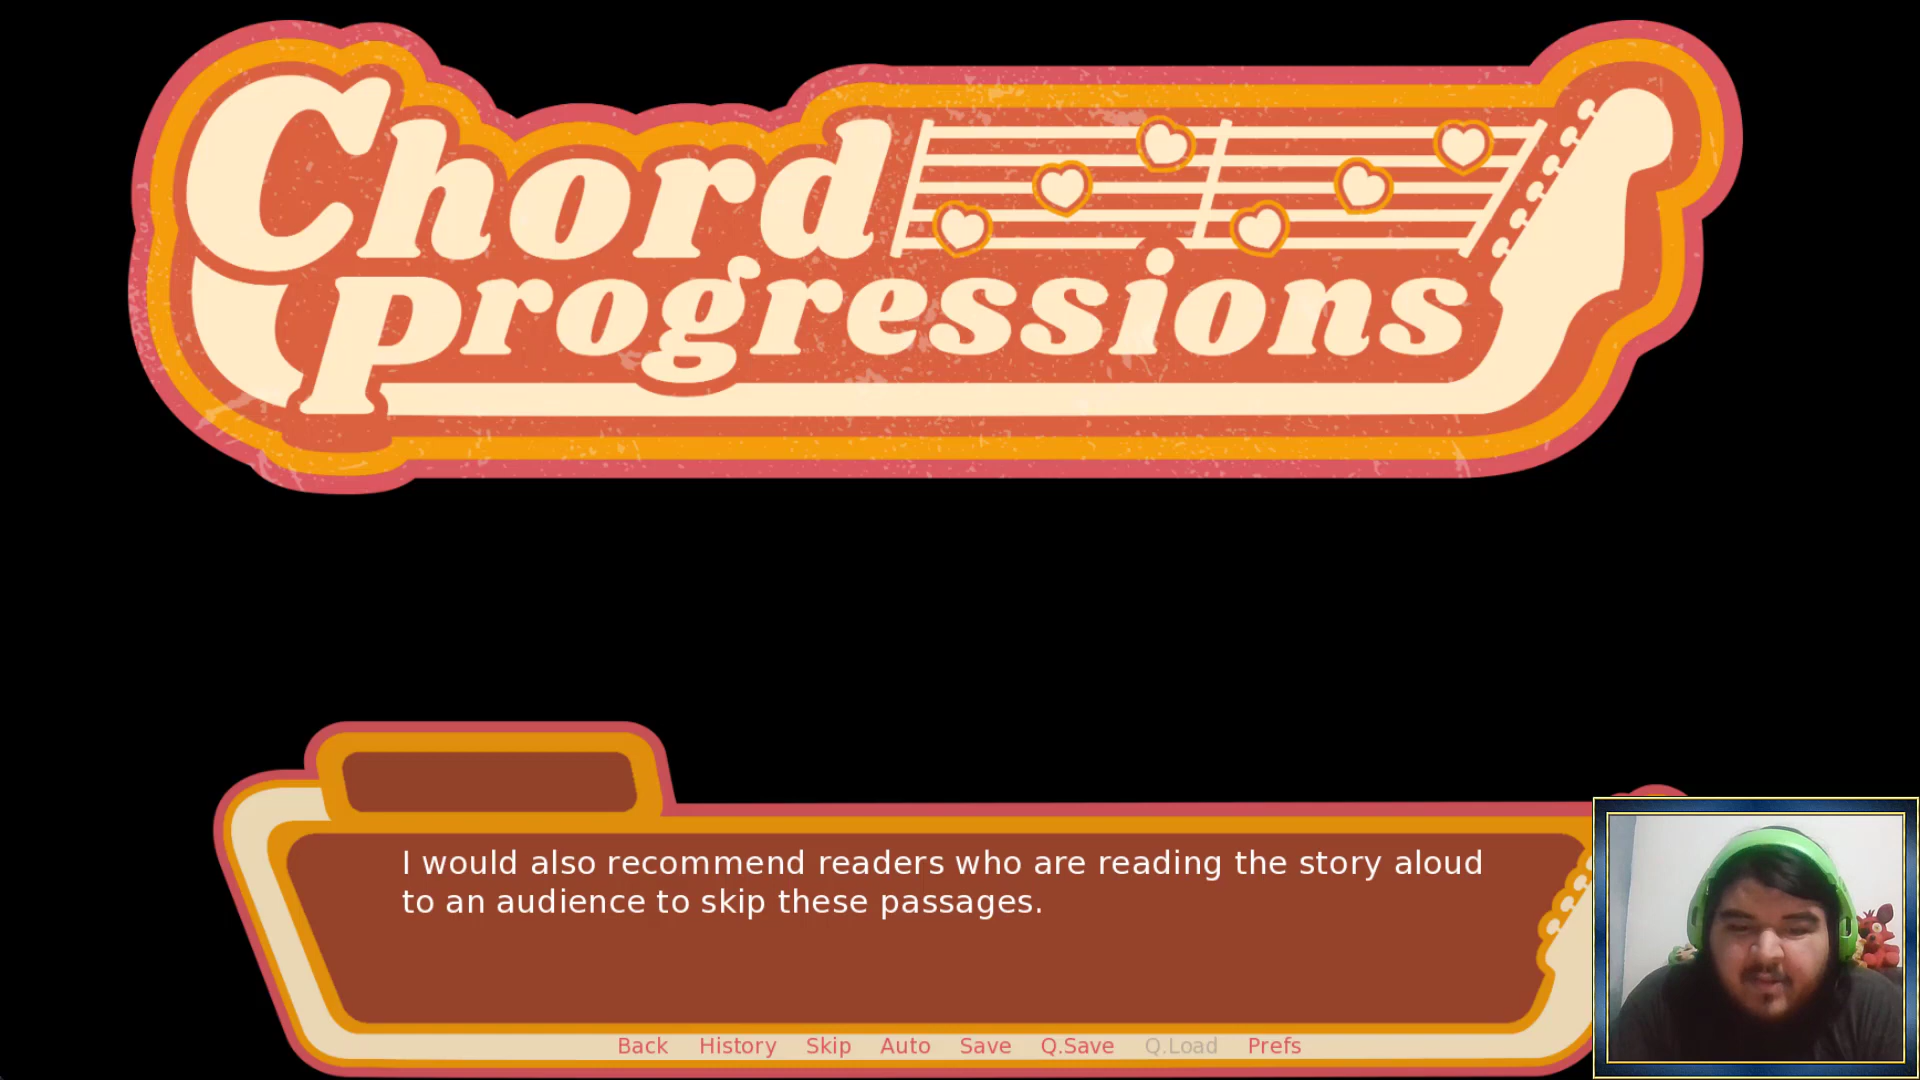 Chord
progressions
I would also recommend readers who are reading the story aloud
to an audience to skip these passages.
Back History Skip Auto Save Q.Save Q.Load Prefs